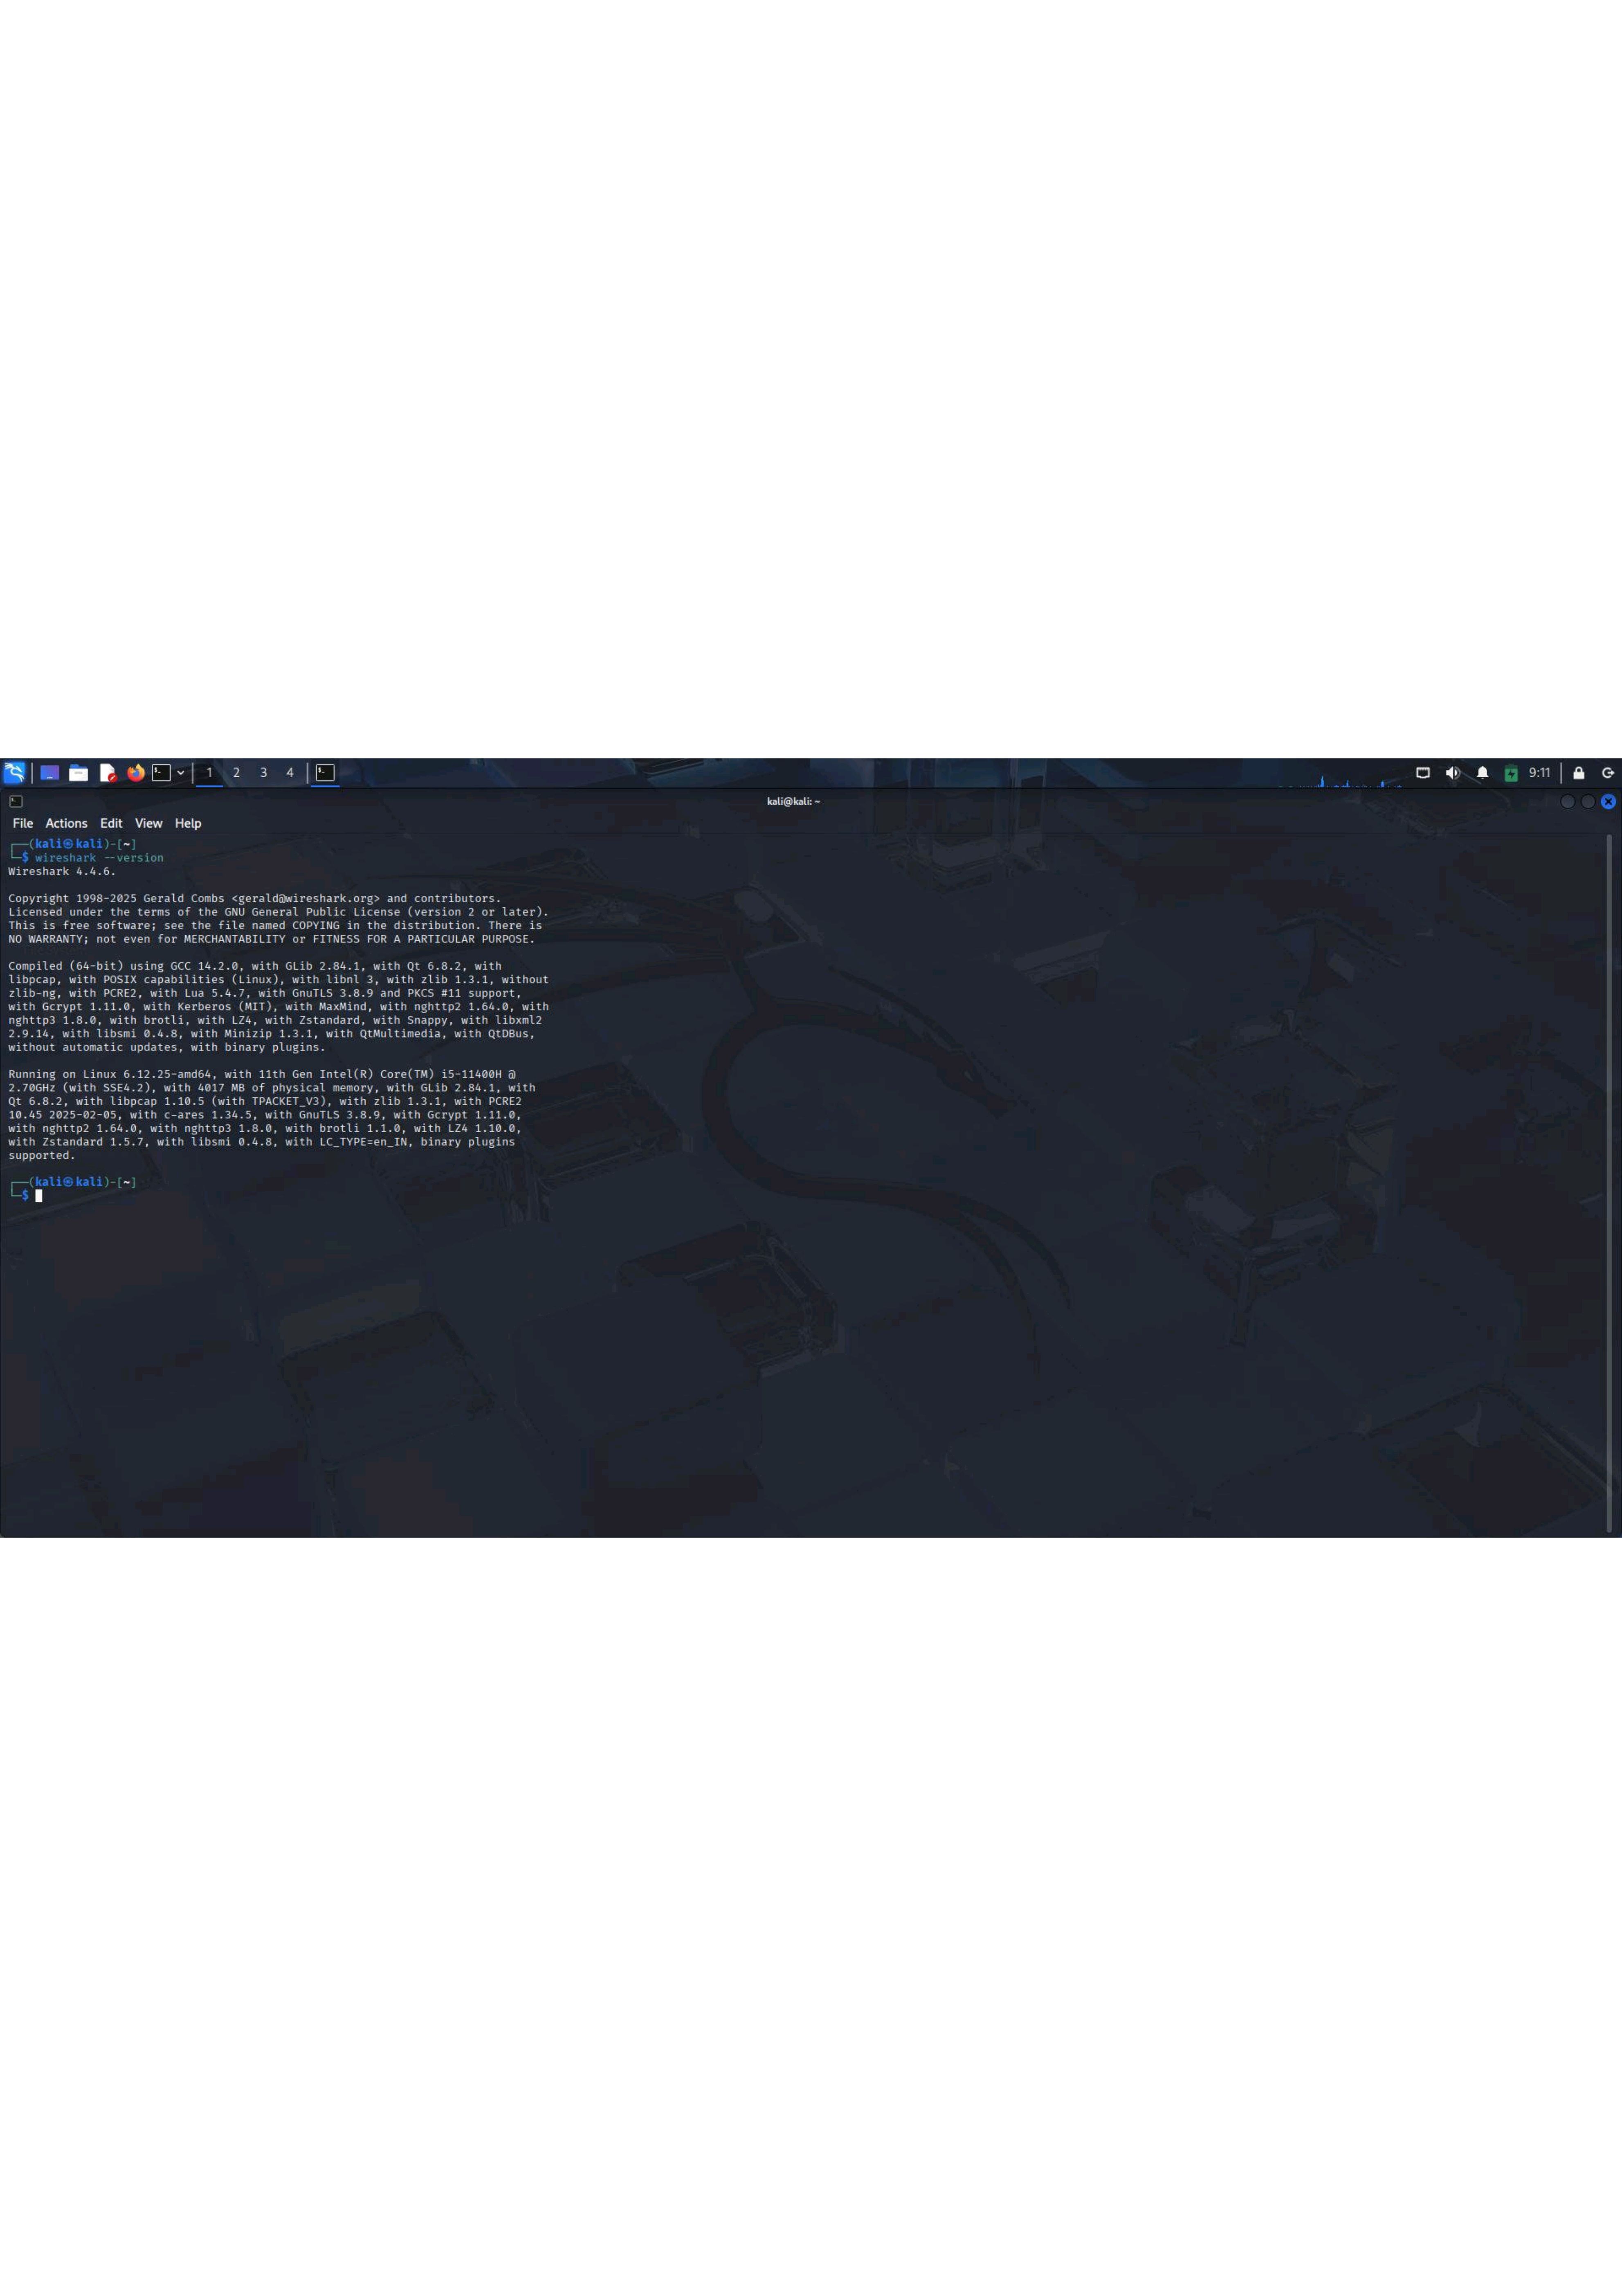 1 2 3 4 9:11
kali@kali: ~
File Actions Edit View Help
┌──(kali㉿kali)-[~]
└─$ wireshark --version
Wireshark 4.4.6.

Copyright 1998-2025 Gerald Combs <gerald@wireshark.org> and contributors.
Licensed under the terms of the GNU General Public License (version 2 or later).
This is free software; see the file named COPYING in the distribution. There is
NO WARRANTY; not even for MERCHANTABILITY or FITNESS FOR A PARTICULAR PURPOSE.

Compiled (64-bit) using GCC 14.2.0, with GLib 2.84.1, with Qt 6.8.2, with
libpcap, with POSIX capabilities (Linux), with libnl 3, with zlib 1.3.1, without
zlib-ng, with PCRE2, with Lua 5.4.7, with GnuTLS 3.8.9 and PKCS #11 support,
with Gcrypt 1.11.0, with Kerberos (MIT), with MaxMind, with nghttp2 1.64.0, with
nghttp3 1.8.0, with brotli, with LZ4, with Zstandard, with Snappy, with libxml2
2.9.14, with libsmi 0.4.8, with Minizip 1.3.1, with QtMultimedia, with QtDBus,
without automatic updates, with binary plugins.

Running on Linux 6.12.25-amd64, with 11th Gen Intel(R) Core(TM) i5-11400H @
2.70GHz (with SSE4.2), with 4017 MB of physical memory, with GLib 2.84.1, with
Qt 6.8.2, with libpcap 1.10.5 (with TPACKET_V3), with zlib 1.3.1, with PCRE2
10.45 2025-02-05, with c-ares 1.34.5, with GnuTLS 3.8.9, with Gcrypt 1.11.0,
with nghttp2 1.64.0, with nghttp3 1.8.0, with brotli 1.1.0, with LZ4 1.10.0,
with Zstandard 1.5.7, with libsmi 0.4.8, with LC_TYPE=en_IN, binary plugins
supported.

┌──(kali㉿kali)-[~]
└─$